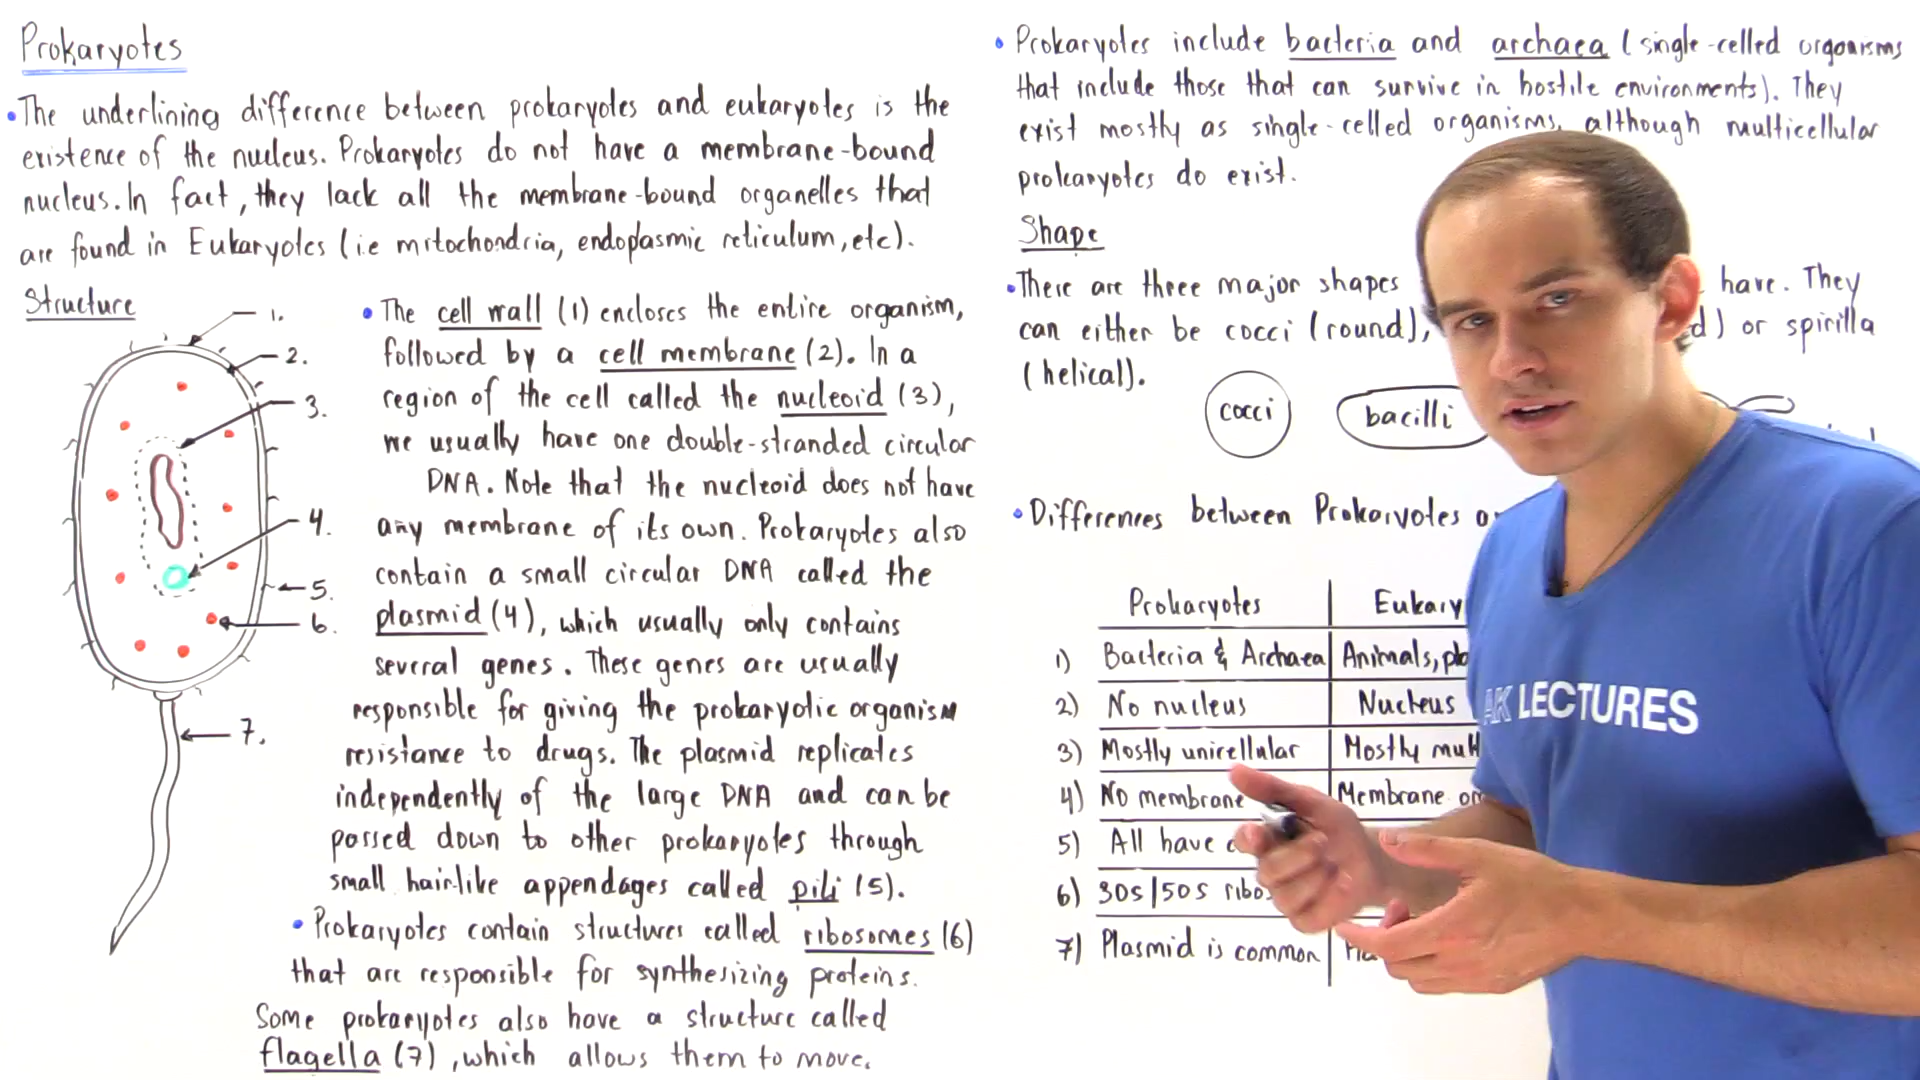 Prokaryotes
• The underlining difference between prokaryotes and eukaryotes is the
existence of the nucleus. Prokaryotes do not have a membrane-bound
nucleus. In fact, they lack all the membrane-bound organelles that
are found in Eukaryotes (i.e mitochondria, endoplasmic reticulum, etc).
Structure
1.
2.
3.
4.
5.
6.
7.
• The cell wall (1) encloses the entire organism,
followed by a cell membrane (2). In a
region of the cell called the nucleoid (3),
we usually have one double-stranded circular
DNA. Note that the nucleoid does not have
any membrane of its own. Prokaryotes also
contain a small circular DNA called the
plasmid (4), which usually only contains
several genes. These genes are usually
responsible for giving the prokaryotic organism
resistance to drugs. The plasmid replicates
independently of the large DNA and can be
passed down to other prokaryotes through
small hair-like appendages called pili (5).
• Prokaryotes contain structures called ribosomes (6)
that are responsible for synthesizing proteins.
Some prokaryotes also have a structure called
flagella (7), which allows them to move.
• Prokaryotes include bacteria and archaea (single-celled organisms
that include those that can survive in hostile environments). They
exist mostly as single-celled organisms, although multicellular
prokaryotes do exist.
Shape
• There are three major shapes have. They
can either be cocci (round), d) or spirilla
(helical).
cocci
bacilli
• Differences between Prokaryotes
Prokaryotes Eukary
1) Bacteria & Archaea Animals,
2) No nucleus Nucleus
3) Mostly unicellular Mostly mul
4) No membrane Membrane
5) All have
6) 30s/50s ribo
7) Plasmid is common
AK LECTURES